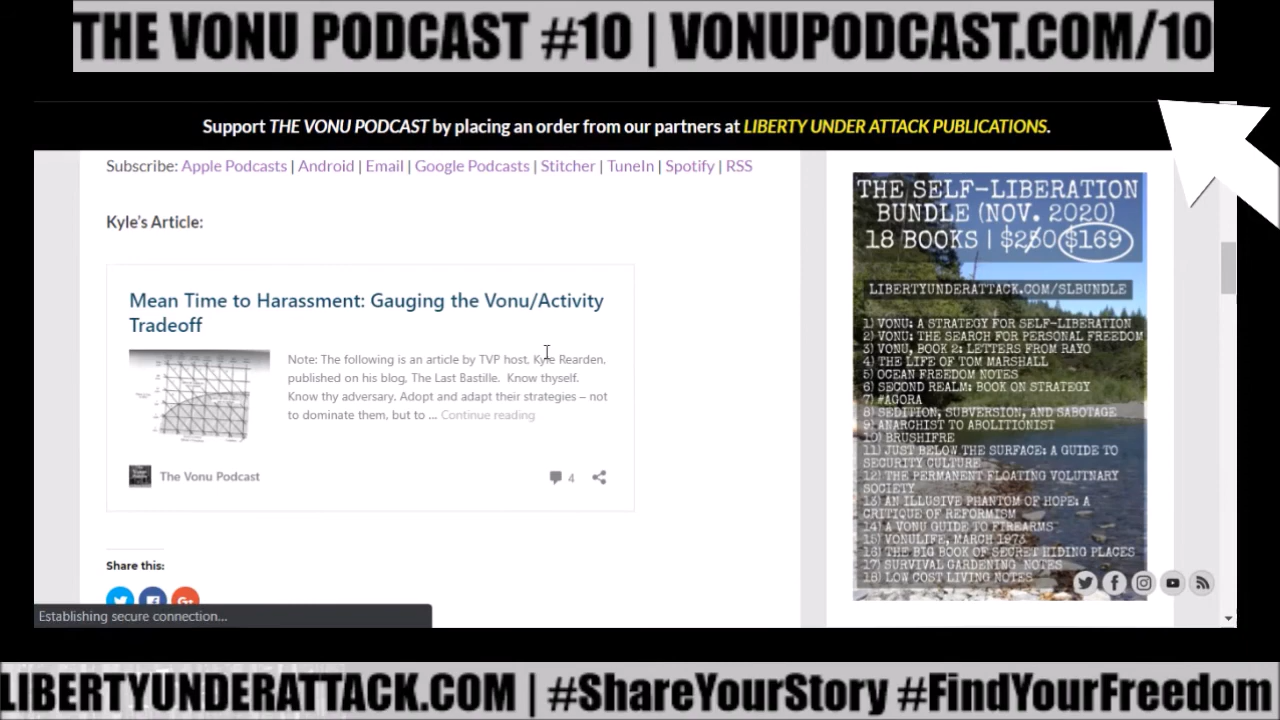 THE VONU PODCAST #10 | VONUPODCAST.COM/10
Support THE VONU PODCAST by placing an order from our partners at LIBERTY UNDER ATTACK PUBLICATIONS.
Subscribe: Apple Podcasts | Android | Email | Google Podcasts | Stitcher | TuneIn | Spotify | RSS
Kyle's Article:
Mean Time to Harassment: Gauging the Vonu/Activity
Tradeoff
Note: The following is an article by TVP host, Kyle Rearden,
published on his blog, The Last Bastille.  Know thyself.
Know thy adversary. Adopt and adapt their strategies – not
to dominate them, but to ... Continue reading
The Vonu Podcast
4
Share this:
Establishing secure connection...
THE SELF-LIBERATION
BUNDLE (NOV. 2020)
18 BOOKS | $250 $169
LIBERTYUNDERATTACK.COM/SLBUNDLE
1) VONU: A STRATEGY FOR SELF-LIBERATION
2) VONU: THE SEARCH FOR PERSONAL FREEDOM
3) VONU, BOOK 2: LETTERS FROM RAYO
4) THE LIFE OF TOM MARSHALL
5) OCEAN FREEDOM NOTES
6) SECOND REALM: BOOK ON STRATEGY
7) #AGORA
8) SEDITION, SUBVERSION, AND SABOTAGE
9) ANARCHIST TO ABOLITIONIST
10) BRUSHIFRE
11) JUST BELOW THE SURFACE: A GUIDE TO
SECURITY CULTURE
12) THE PERMANENT FLOATING VOLUTNARY
SOCIETY
13) AN ILLUSIVE PHANTOM OF HOPE: A
CRITIQUE OF REFORMISM
14) A VONU GUIDE TO FIREARMS
15) VONULIFE, MARCH 1973
16) THE BIG BOOK OF SECRET HIDING PLACES
17) SURVIVAL GARDENING NOTES
18) LOW COST LIVING NOTES
LIBERTYUNDERATTACK.COM | #ShareYourStory #FindYourFreedom